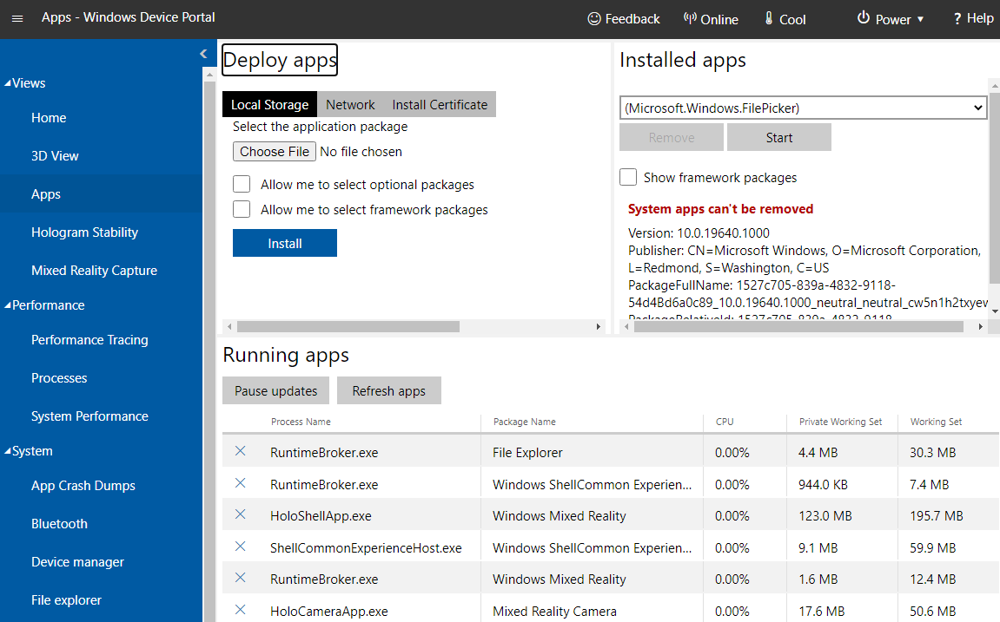 Apps - Windows Device Portal
Feedback
Online
Cool
Power
? Help
Views
Home
3D View
Apps
Hologram Stability
Mixed Reality Capture
Performance
Performance Tracing
Processes
System Performance
System
App Crash Dumps
Bluetooth
Device manager
File explorer
Deploy apps
Local Storage Network Install Certificate
Select the application package
Choose File No file chosen
Allow me to select optional packages
Allow me to select framework packages
Install
Installed apps
(Microsoft.Windows.FilePicker)
Remove Start
Show framework packages
System apps can't be removed
Version: 10.0.19640.1000
Publisher: CN=Microsoft Windows, O=Microsoft Corporation,
L=Redmond, S=Washington, C=US
PackageFullName: 1527c705-839a-4832-9118-
54d4Bd6a0c89_10.0.19640.1000_neutral_neutral_cw5n1h2txyew
PackageRelativeId: 1527c705-839a-4832-9118-
Running apps
Pause updates Refresh apps
Process Name Package Name CPU Private Working Set Working Set
RuntimeBroker.exe File Explorer 0.00% 4.4 MB 30.3 MB
RuntimeBroker.exe Windows ShellCommon Experien... 0.00% 944.0 KB 7.4 MB
HoloShellApp.exe Windows Mixed Reality 0.00% 123.0 MB 195.7 MB
ShellCommonExperienceHost.exe Windows ShellCommon Experien... 0.00% 9.1 MB 59.9 MB
RuntimeBroker.exe Windows Mixed Reality 0.00% 1.6 MB 12.4 MB
HoloCameraApp.exe Mixed Reality Camera 0.00% 17.6 MB 50.6 MB